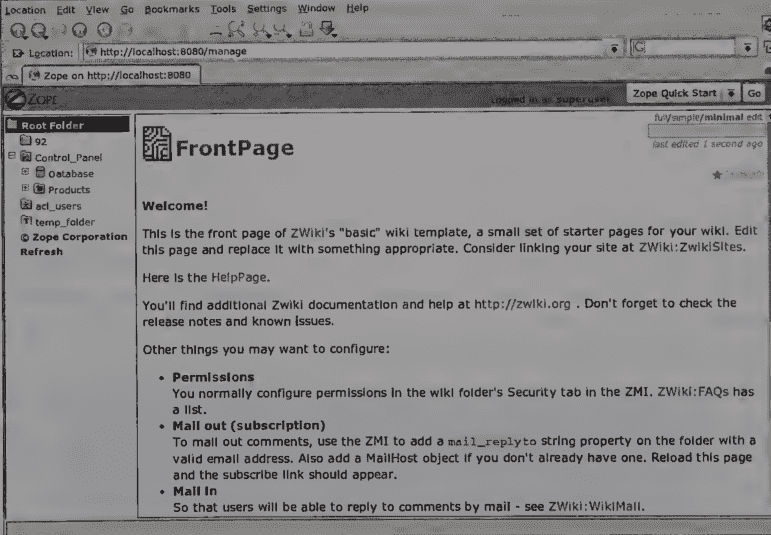 Location Edit View Go Bookmarks Tools Settings Window Help
Location: http://localhost:8080/manage
G
Zope on http://localhost:8080
ZOPE
Logged in as superuser
Zope Quick Start
Go
Root Folder
92
Control_Panel
Database
Products
acl_users
temp_folder
© Zope Corporation
Refresh
full/simple/minimal edit
last edited 1 second ago
FrontPage
Welcome!
This is the front page of ZWiki's "basic" wiki template, a small set of starter pages for your wiki. Edit
this page and replace it with something appropriate. Consider linking your site at ZWiki:ZwikiSites.
Here is the HelpPage.
You'll find additional Zwiki documentation and help at http://zwiki.org . Don't forget to check the
release notes and known issues.
Other things you may want to configure:
• Permissions
You normally configure permissions in the wiki folder's Security tab in the ZMI. ZWiki:FAQs has
a list.
• Mail out (subscription)
To mail out comments, use the ZMI to add a mail_replyto string property on the folder with a
valid email address. Also add a MailHost object if you don't already have one. Reload this page
and the subscribe link should appear.
• Mail in
So that users will be able to reply to comments by mail - see ZWiki:WikiMail.